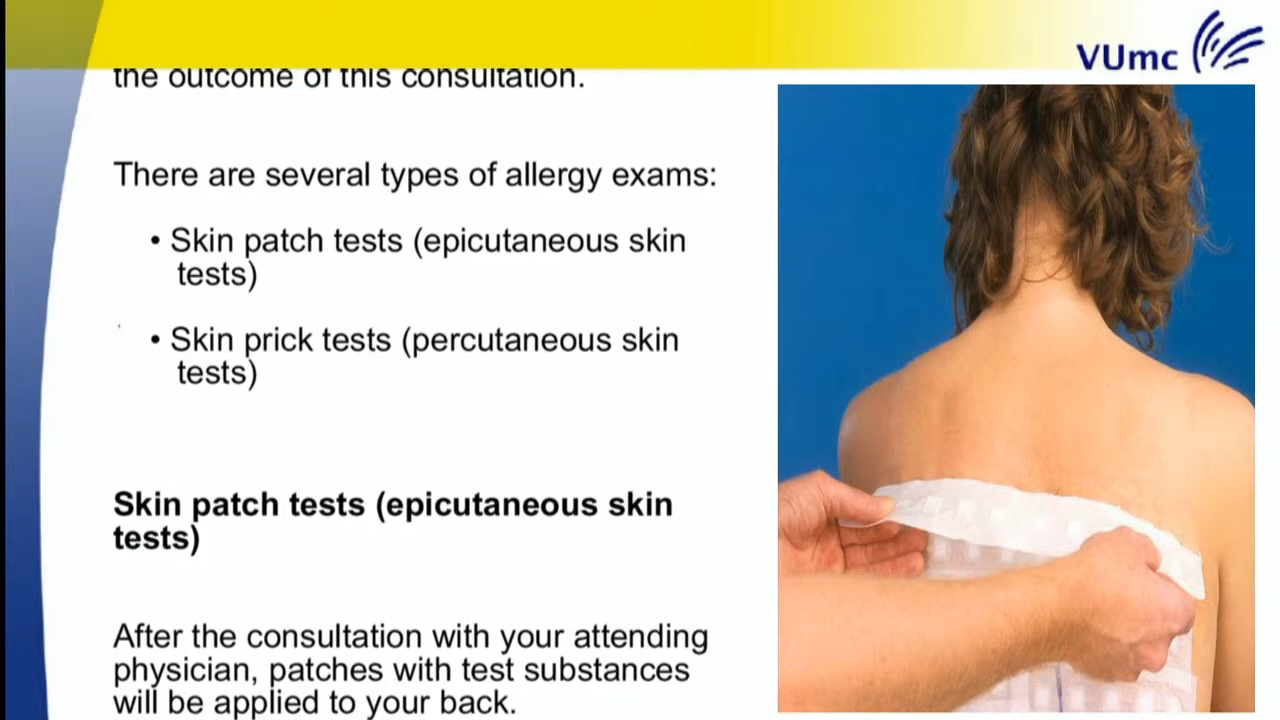 VUmc
the outcome of this consultation.
There are several types of allergy exams:
• Skin patch tests (epicutaneous skin
tests)
• Skin prick tests (percutaneous skin
tests)
Skin patch tests (epicutaneous skin
tests)
After the consultation with your attending
physician, patches with test substances
will be applied to your back.